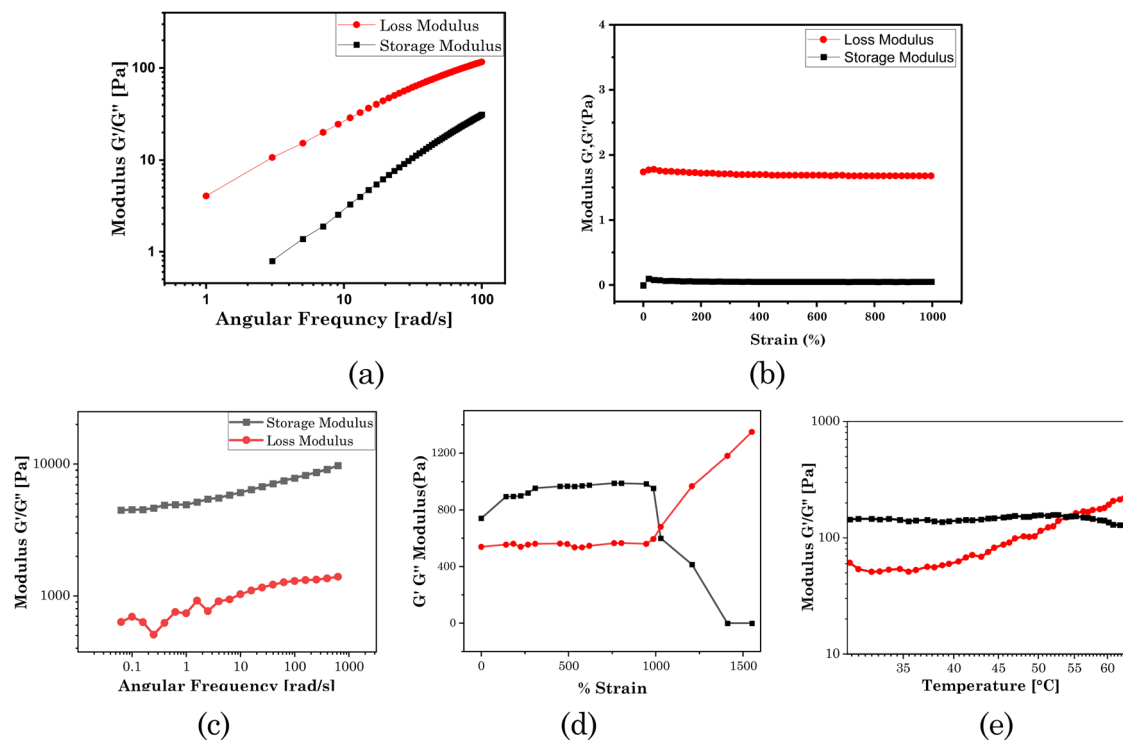 Loss Modulus
Storage Modulus
Modulus G'/G" [Pa]
100
10
1
1 10 100
Angular Frequncy [rad/s]
(a)
Loss Modulus
Storage Modulus
Modulus G',G"(Pa)
4
3
2
1
0
0 200 400 600 800 1000
Strain (%)
(b)
Storage Modulus
Loss Modulus
Modulus G'/G" [Pa]
10000
1000
0.1 1 10 100 1000
Angular Frequency [rad/s]
(c)
G' G" Modulus(Pa)
1200
800
400
0
0 500 1000 1500
% Strain
(d)
Modulus G'/G" [Pa]
1000
100
10
35 40 45 50 55 60
Temperature [°C]
(e)